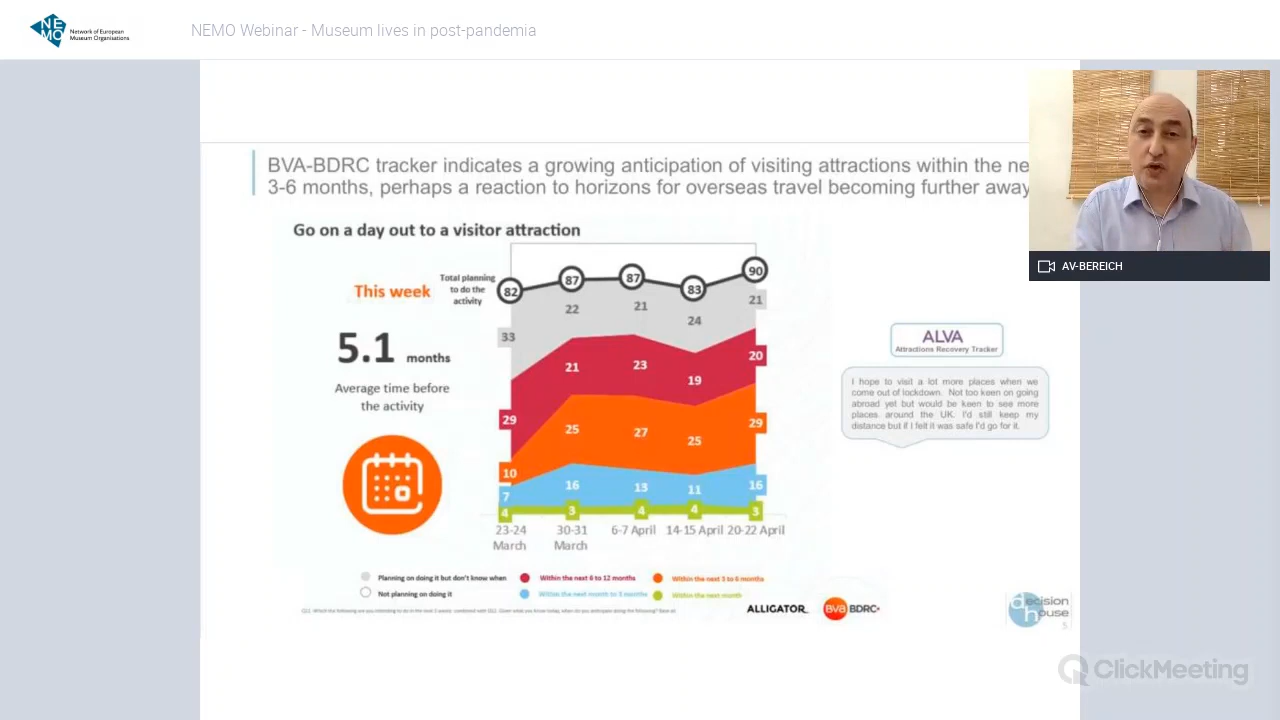 NEMO
Network of European
Museum Organisations
NEMO Webinar - Museum lives in post-pandemia
BVA-BDRC tracker indicates a growing anticipation of visiting attractions within the ne
3-6 months, perhaps a reaction to horizons for overseas travel becoming further away
AV-BEREICH
Go on a day out to a visitor attraction
Total planning
to do the
activity
This week
5.1 months
Average time before
the activity
82 87 87 83 90
33 22 21 24 21
29 21 23 19 20
10 25 27 25 29
7 16 13 11 16
4 3 4 4 3
23-24 March
30-31 March
6-7 April
14-15 April
20-22 April
ALVA
Attractions Recovery Tracker
I hope to visit a lot more places when we
come out of lockdown. Not too keen on going
abroad yet but would be keen to see more
places around the UK. I'd still keep my
distance but if I felt it was safe I'd go for it.
Planning on doing it but don't know when
Within the next 6 to 12 months
Within the next 3 to 6 months
Not planning on doing it
Within the next month to 3 months
Within the next month
ALLIGATOR
BVA BDRC
decision
house
5
ClickMeeting